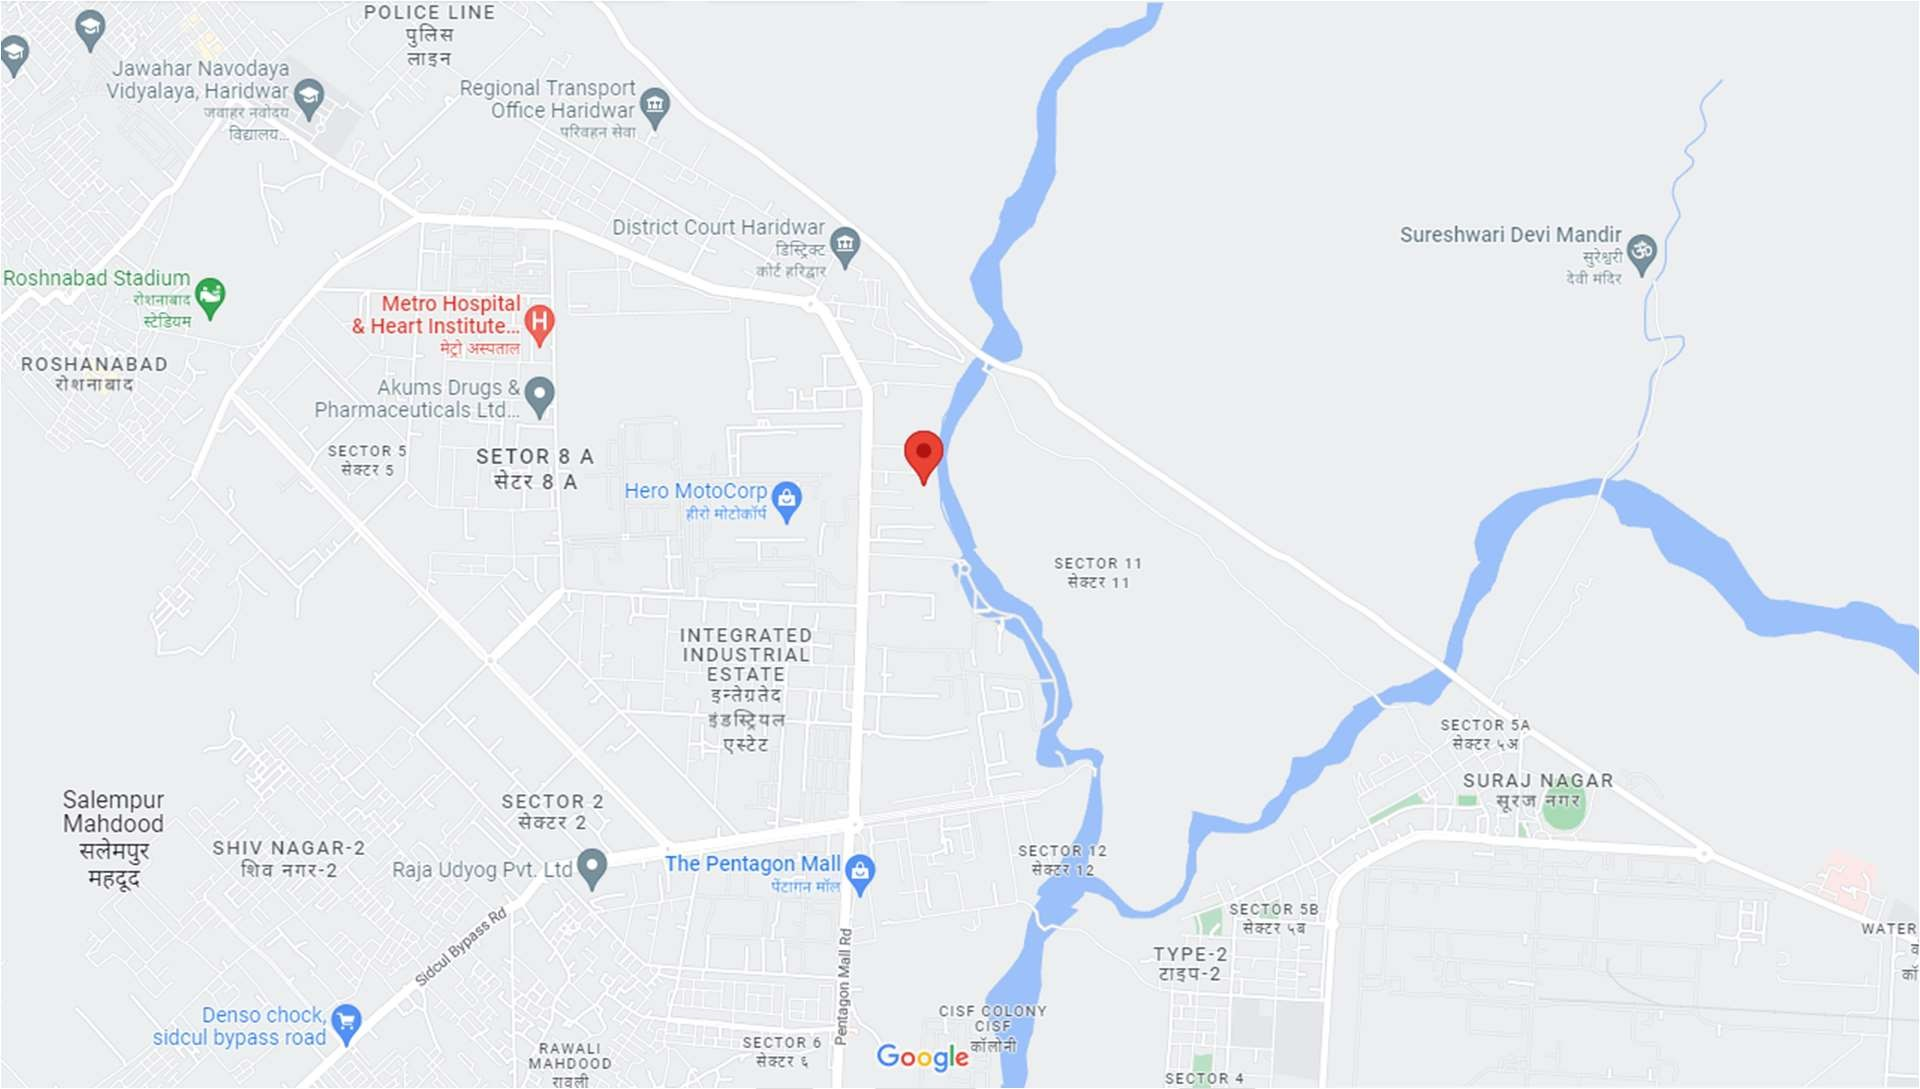 POLICE LINE
पुलिस
लाइन
Jawahar Navodaya
Vidyalaya, Haridwar
जवाहर नवोदय
विद्यालय...
Regional Transport
Office Haridwar
परिवहन सेवा
District Court Haridwar
डिस्ट्रिक्ट
कोर्ट हरिद्वार
Sureshwari Devi Mandir
सुरेश्वरी
देवी मंदिर
Roshnabad Stadium
रोशनाबाद
स्टेडियम
Metro Hospital
& Heart Institute...
मेट्रो अस्पताल
ROSHANABAD
रोशनाबाद
Akums Drugs &
Pharmaceuticals Ltd...
SECTOR 5
सेक्टर 5
SETOR 8 A
सेटर 8 A
Hero MotoCorp
हीरो मोटोकॉर्प
SECTOR 11
सेक्टर 11
INTEGRATED
INDUSTRIAL
ESTATE
इन्तेग्रतेद
इंडस्ट्रियल
एस्टेट
SECTOR 5A
सेक्टर ५अ
SURAJ NAGAR
सूरज नगर
Salempur
Mahdood
सलेमपुर
महदूद
SECTOR 2
सेक्टर 2
SHIV NAGAR-2
शिव नगर-2
Raja Udyog Pvt. Ltd
The Pentagon Mall
पेंटागन मॉल
SECTOR 12
सेक्टर 12
SECTOR 5B
सेक्टर ५ब
WATER
TYPE-2
टाइप-2
Sidcul Bypass Rd
Pentagon Mall Rd
Denso chock,
sidcul bypass road
CISF COLONY
CISF
कॉलोनी
SECTOR 6
सेक्टर ६
RAWALI
MAHDOOD
रावली
Google
SECTOR 4